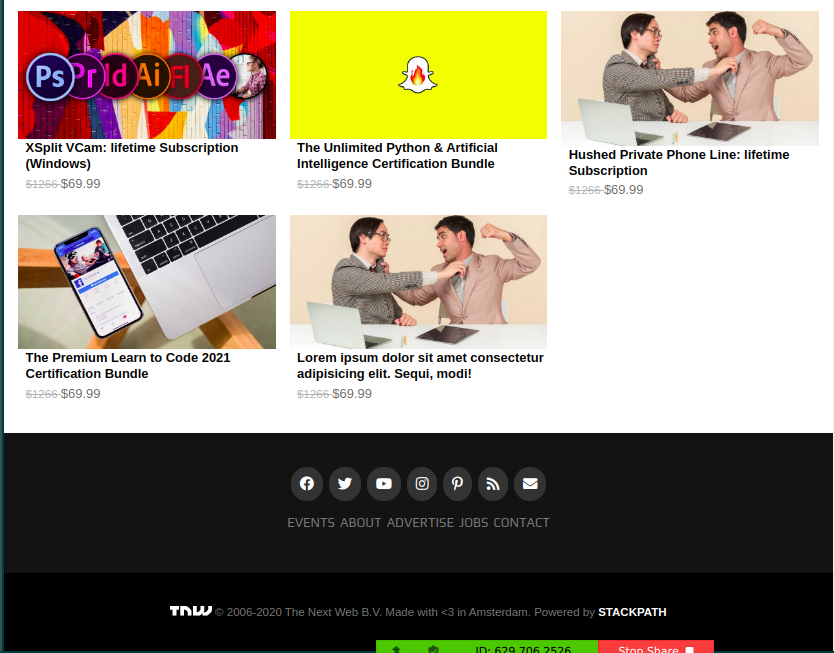 Ps Pr Id Ai Fl Ae
XSplit VCam: lifetime Subscription
(Windows)
$1266 $69.99
The Unlimited Python & Artificial
Intelligence Certification Bundle
$1266 $69.99
Hushed Private Phone Line: lifetime
Subscription
$1266 $69.99
The Premium Learn to Code 2021
Certification Bundle
$1266 $69.99
Lorem ipsum dolor sit amet consectetur
adipisicing elit. Sequi, modi!
$1266 $69.99
EVENTS ABOUT ADVERTISE JOBS CONTACT
TNW © 2006-2020 The Next Web B.V. Made with <3 in Amsterdam. Powered by STACKPATH
ID: 629 706 2526 Stop Share